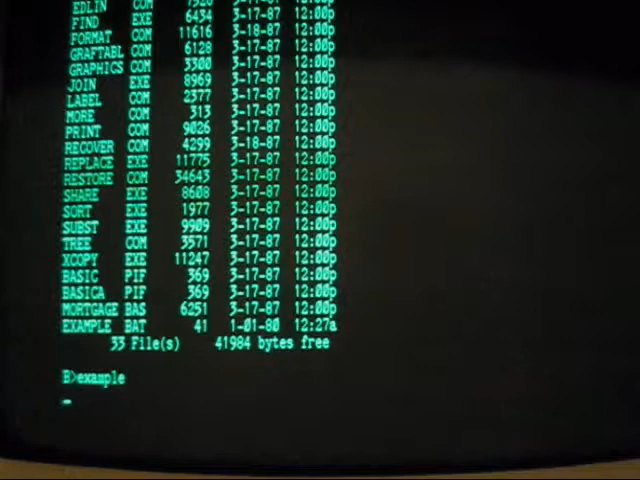 EDLIN COM 7526 3-17-87 12:00p
FIND EXE 6434 3-17-87 12:00p
FORMAT COM 11616 3-18-87 12:00p
GRAFTABL COM 6128 3-17-87 12:00p
GRAPHICS COM 3300 3-17-87 12:00p
JOIN EXE 8969 3-17-87 12:00p
LABEL COM 2377 3-17-87 12:00p
MORE COM 313 3-17-87 12:00p
PRINT COM 9026 3-17-87 12:00p
RECOVER COM 4299 3-18-87 12:00p
REPLACE EXE 11775 3-17-87 12:00p
RESTORE COM 34643 3-17-87 12:00p
SHARE EXE 8608 3-17-87 12:00p
SORT EXE 1977 3-17-87 12:00p
SUBST EXE 9909 3-17-87 12:00p
TREE COM 3571 3-17-87 12:00p
XCOPY EXE 11247 3-17-87 12:00p
BASIC PIF 369 3-17-87 12:00p
BASICA PIF 369 3-17-87 12:00p
MORTGAGE BAS 6251 3-17-87 12:00p
EXAMPLE BAT 41 1-01-80 12:27a
33 File(s) 41984 bytes free
B>example